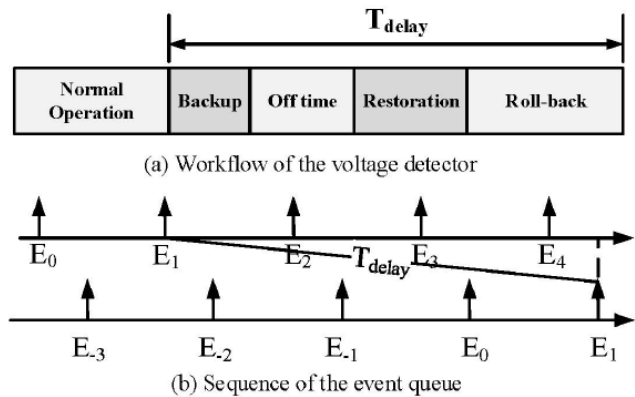 T_delay
Normal Operation
Backup
Off time
Restoration
Roll-back
(a) Workflow of the voltage detector
E_0 E_1 E_2 E_3 E_4
T_delay
E_-3 E_-2 E_-1 E_0 E_1
(b) Sequence of the event queue